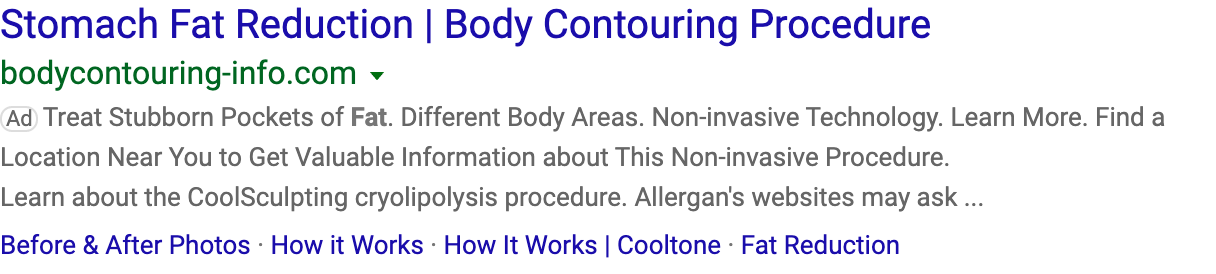 Stomach Fat Reduction | Body Contouring Procedure
bodycontouring-info.com
Ad Treat Stubborn Pockets of Fat. Different Body Areas. Non-invasive Technology. Learn More. Find a
Location Near You to Get Valuable Information about This Non-invasive Procedure.
Learn about the CoolSculpting cryolipolysis procedure. Allergan's websites may ask ...
Before & After Photos · How it Works · How It Works | Cooltone · Fat Reduction